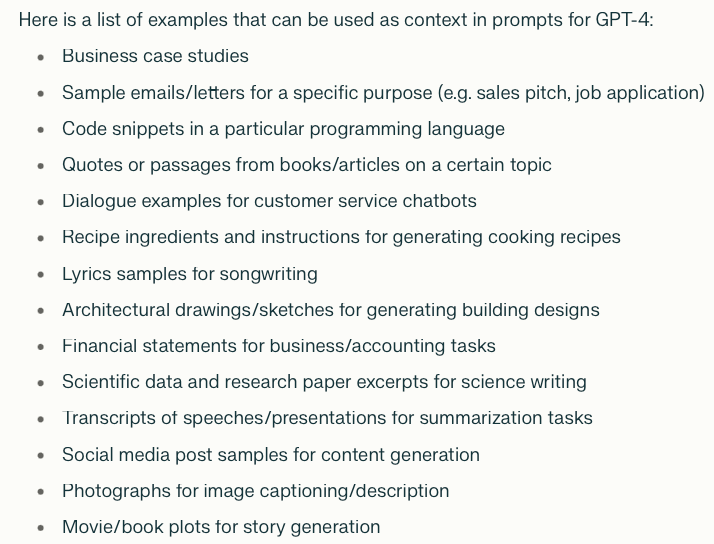 Here is a list of examples that can be used as context in prompts for GPT-4:
• Business case studies
• Sample emails/letters for a specific purpose (e.g. sales pitch, job application)
• Code snippets in a particular programming language
• Quotes or passages from books/articles on a certain topic
• Dialogue examples for customer service chatbots
• Recipe ingredients and instructions for generating cooking recipes
• Lyrics samples for songwriting
• Architectural drawings/sketches for generating building designs
• Financial statements for business/accounting tasks
• Scientific data and research paper excerpts for science writing
• Transcripts of speeches/presentations for summarization tasks
• Social media post samples for content generation
• Photographs for image captioning/description
• Movie/book plots for story generation